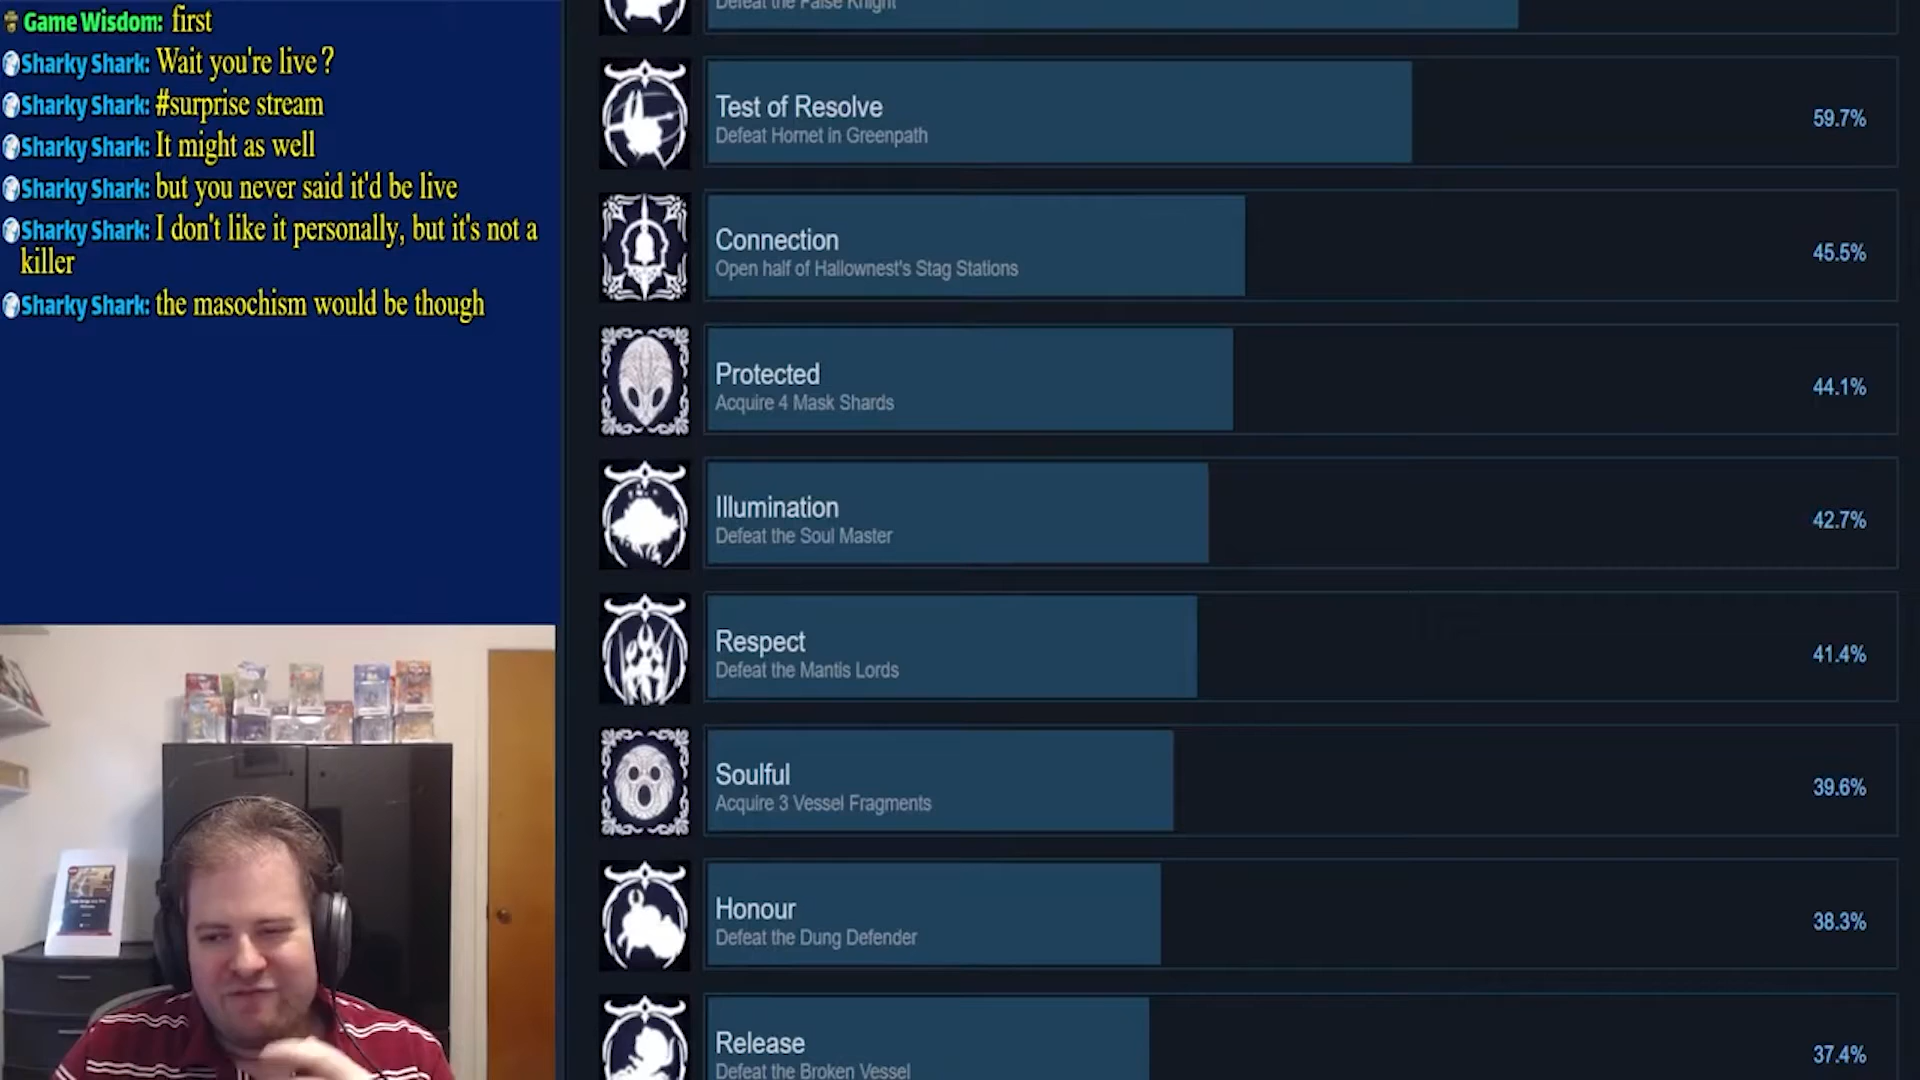 Game Wisdom: first
Sharky Shark: Wait you're live?
Sharky Shark: #surprise stream
Sharky Shark: It might as well
Sharky Shark: but you never said it'd be live
Sharky Shark: I don't like it personally, but it's not a
killer
Sharky Shark: the masochism would be though
Defeat the False Knight
Test of Resolve
Defeat Hornet in Greenpath
59.7%
Connection
Open half of Hallownest's Stag Stations
45.5%
Protected
Acquire 4 Mask Shards
44.1%
Illumination
Defeat the Soul Master
42.7%
Respect
Defeat the Mantis Lords
41.4%
Soulful
Acquire 3 Vessel Fragments
39.6%
Honour
Defeat the Dung Defender
38.3%
Release
Defeat the Broken Vessel
37.4%